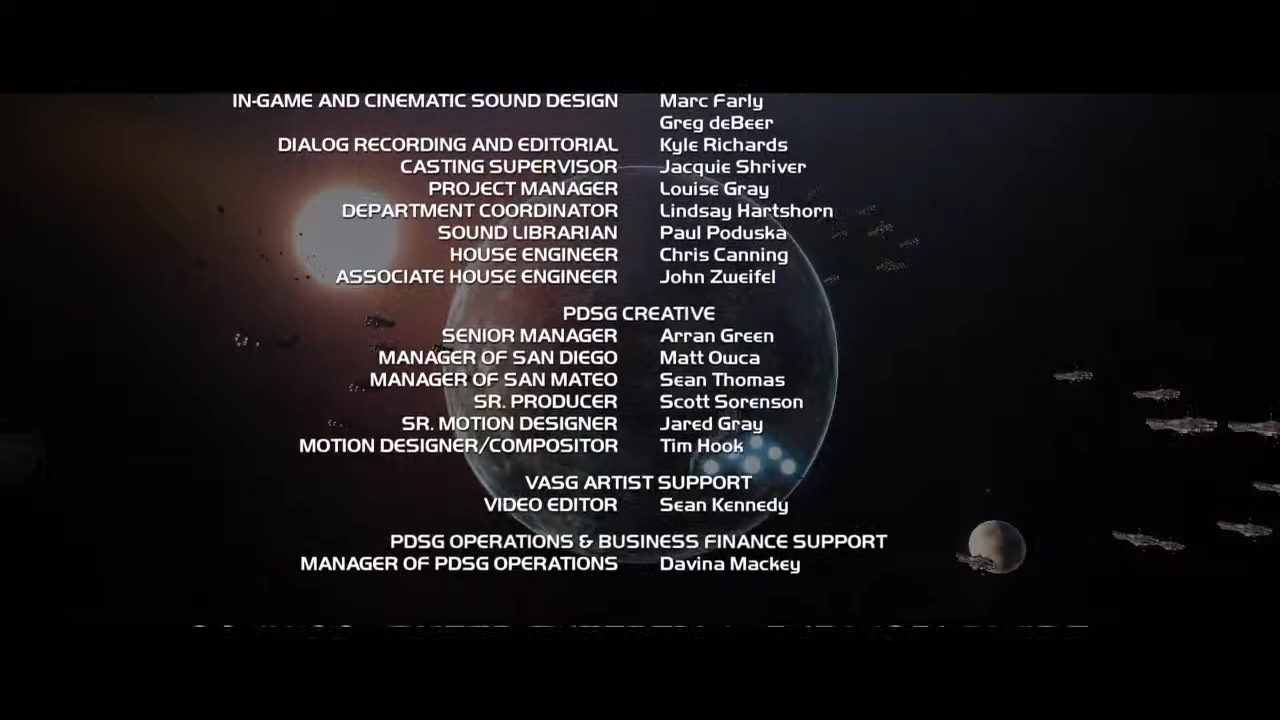 IN-GAME AND CINEMATIC SOUND DESIGN Marc Farly
Greg deBeer
DIALOG RECORDING AND EDITORIAL Kyle Richards
CASTING SUPERVISOR Jacquie Shriver
PROJECT MANAGER Louise Gray
DEPARTMENT COORDINATOR Lindsay Hartshorn
SOUND LIBRARIAN Paul Poduska
HOUSE ENGINEER Chris Canning
ASSOCIATE HOUSE ENGINEER John Zweifel
PDSG CREATIVE
SENIOR MANAGER Arran Green
MANAGER OF SAN DIEGO Matt Owca
MANAGER OF SAN MATEO Sean Thomas
SR. PRODUCER Scott Sorenson
SR. MOTION DESIGNER Jared Gray
MOTION DESIGNER/COMPOSITOR Tim Hook
VASG ARTIST SUPPORT
VIDEO EDITOR Sean Kennedy
PDSG OPERATIONS & BUSINESS FINANCE SUPPORT
MANAGER OF PDSG OPERATIONS Davina Mackey